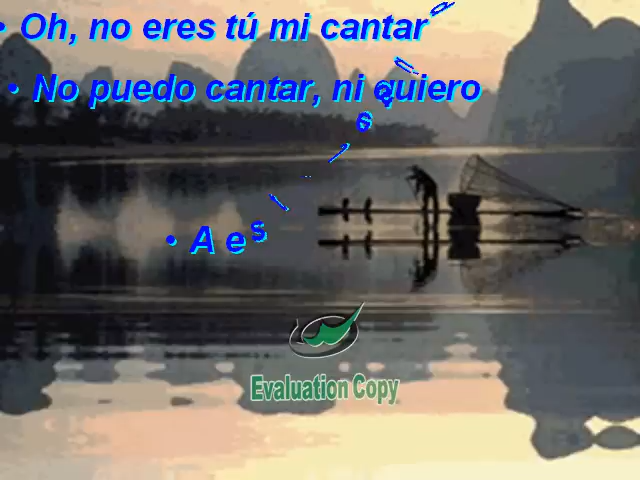 • Oh, no eres tú mi cantar
• No puedo cantar, ni quiero
• A es
Evaluation Copy